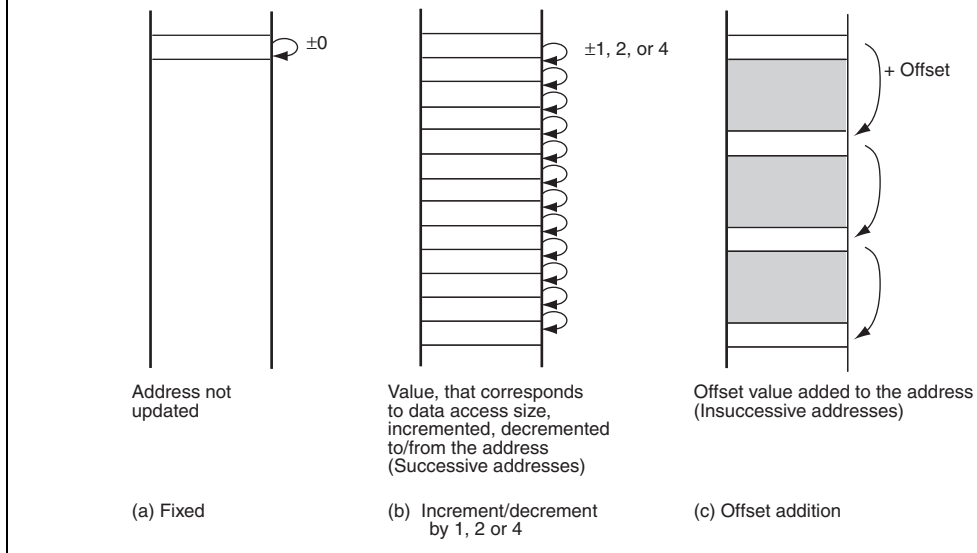 ±0
±1, 2, or 4
+ Offset
Address not
updated
Value, that corresponds
to data access size,
incremented, decremented
to/from the address
(Successive addresses)
Offset value added to the address
(Insuccessive addresses)
(a) Fixed
(b) Increment/decrement
by 1, 2 or 4
(c) Offset addition